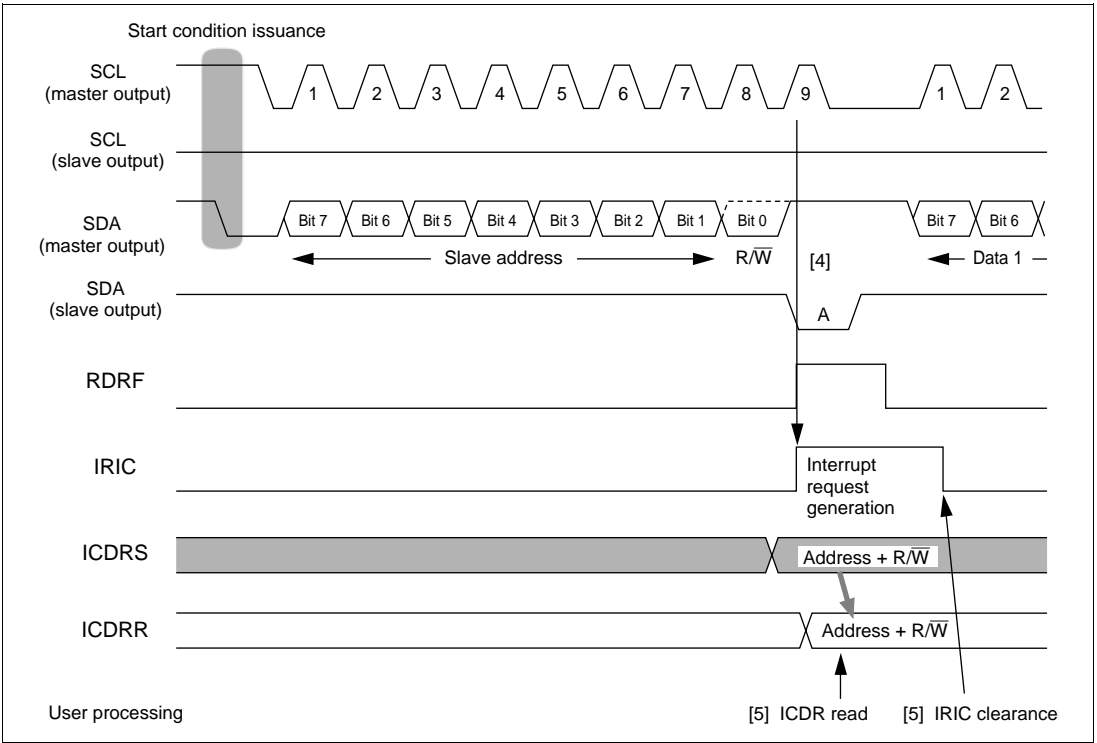 Start condition issuance
SCL
(master output)
1 2 3 4 5 6 7 8 9 1 2
SCL
(slave output)
SDA
(master output)
Bit 7 Bit 6 Bit 5 Bit 4 Bit 3 Bit 2 Bit 1 Bit 0 Bit 7 Bit 6
Slave address R/W̅ [4] Data 1
SDA
(slave output)
A
RDRF
IRIC
Interrupt
request
generation
ICDRS
Address + R/W̅
ICDRR
Address + R/W̅
User processing [5] ICDR read [5] IRIC clearance